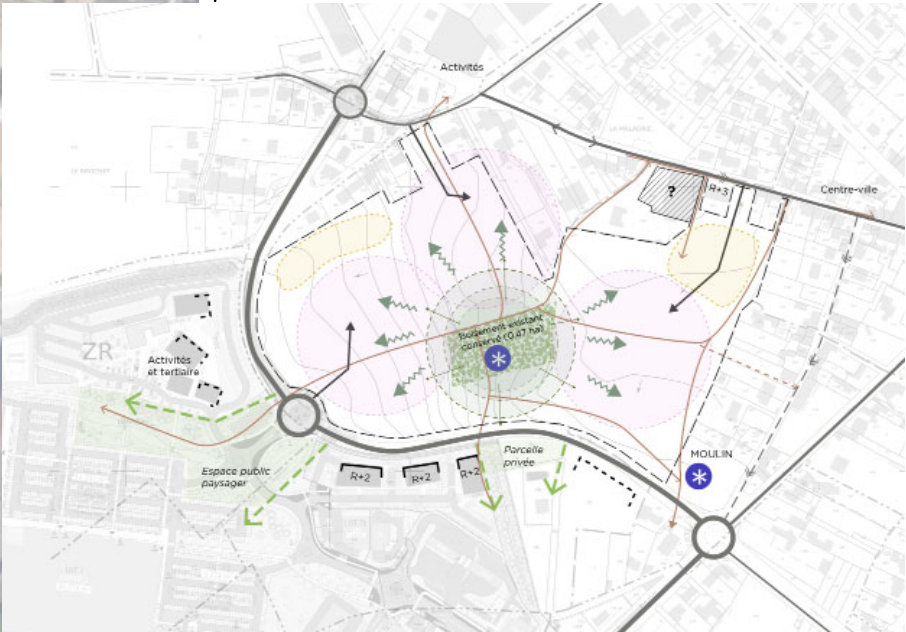 Activités
?
R+3
Centre-ville
Boisement existant
conservé (0.47 ha)
ZR
Activités
et tertiaire
Espace public
paysager
R+2
R+2
R+2
Parcelle
privée
MOULIN